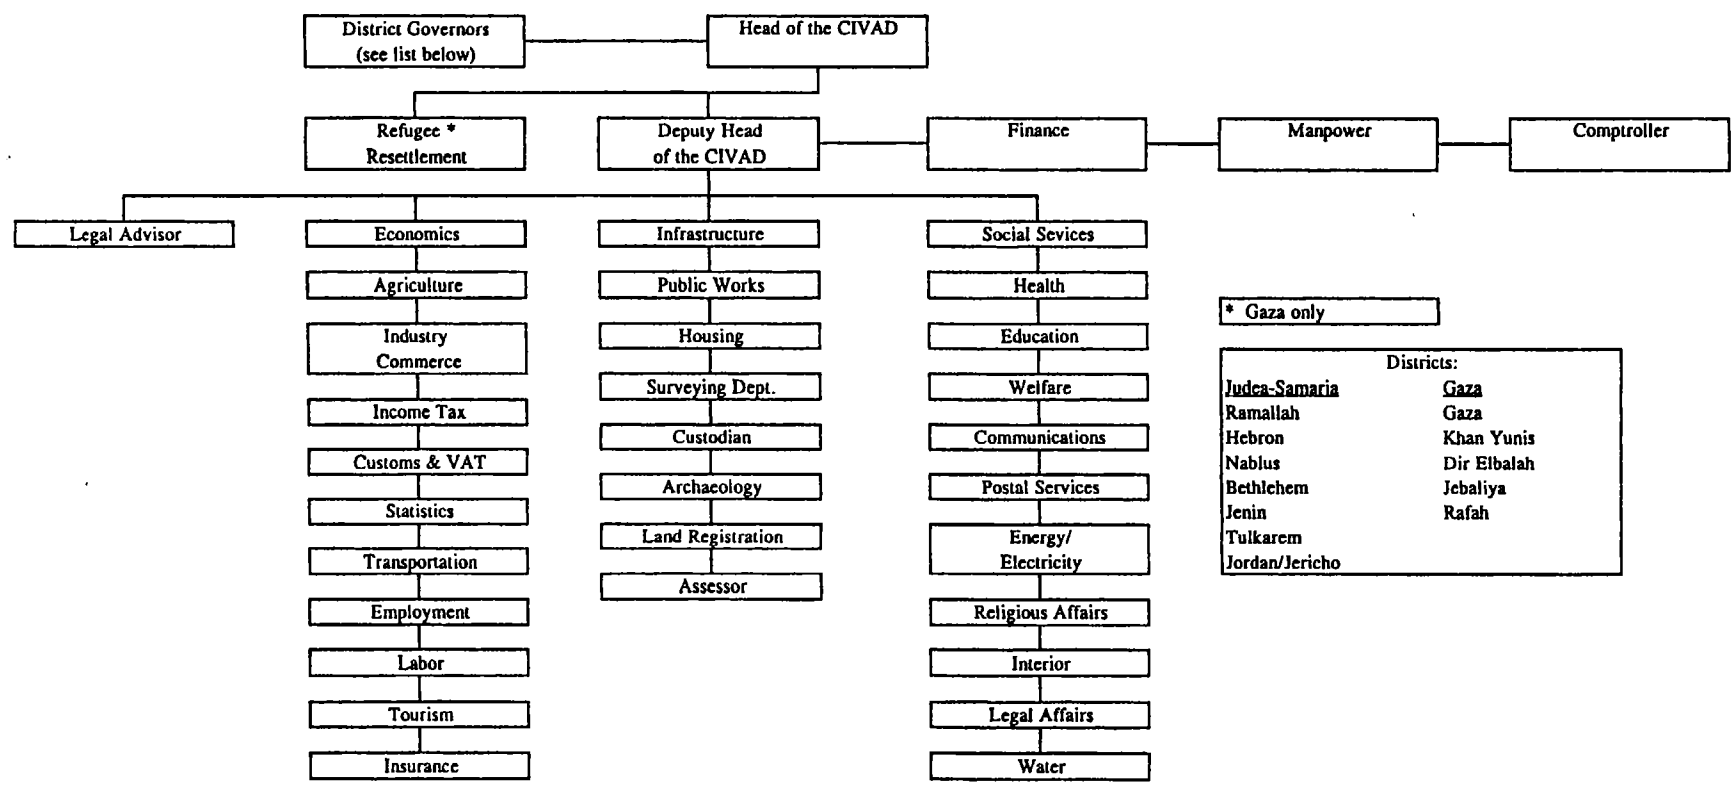 District Governors
(see list below)
Head of the CIVAD
Refugee *
Resettlement
Deputy Head
of the CIVAD
Finance
Manpower
Comptroller
Legal Advisor
Economics
Infrastructure
Social Sevices
Agriculture
Public Works
Health
Industry
Commerce
Housing
Education
Income Tax
Surveying Dept.
Welfare
Customs & VAT
Custodian
Communications
Statistics
Archaeology
Postal Services
Transportation
Land Registration
Energy/
Electricity
Employment
Assessor
Religious Affairs
Labor
Interior
Tourism
Legal Affairs
Insurance
Water
* Gaza only
Districts:
Judea-Samaria Gaza
Ramallah Gaza
Hebron Khan Yunis
Nablus Dir Elbalah
Bethlehem Jebaliya
Jenin Rafah
Tulkarem
Jordan/Jericho